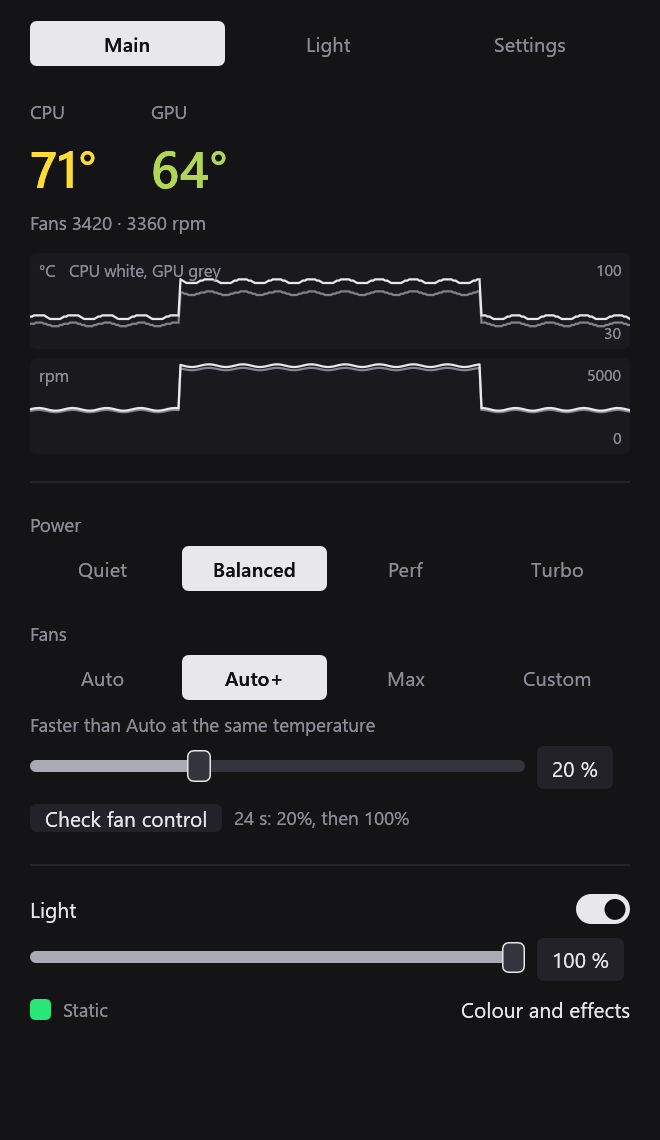 Main Light Settings
CPU GPU
71° 64°
Fans 3420 · 3360 rpm
°C CPU white, GPU grey 100
30
rpm 5000
0
Power
Quiet Balanced Perf Turbo
Fans
Auto Auto+ Max Custom
Faster than Auto at the same temperature
20 %
Check fan control 24 s: 20%, then 100%
Light
100 %
Static Colour and effects